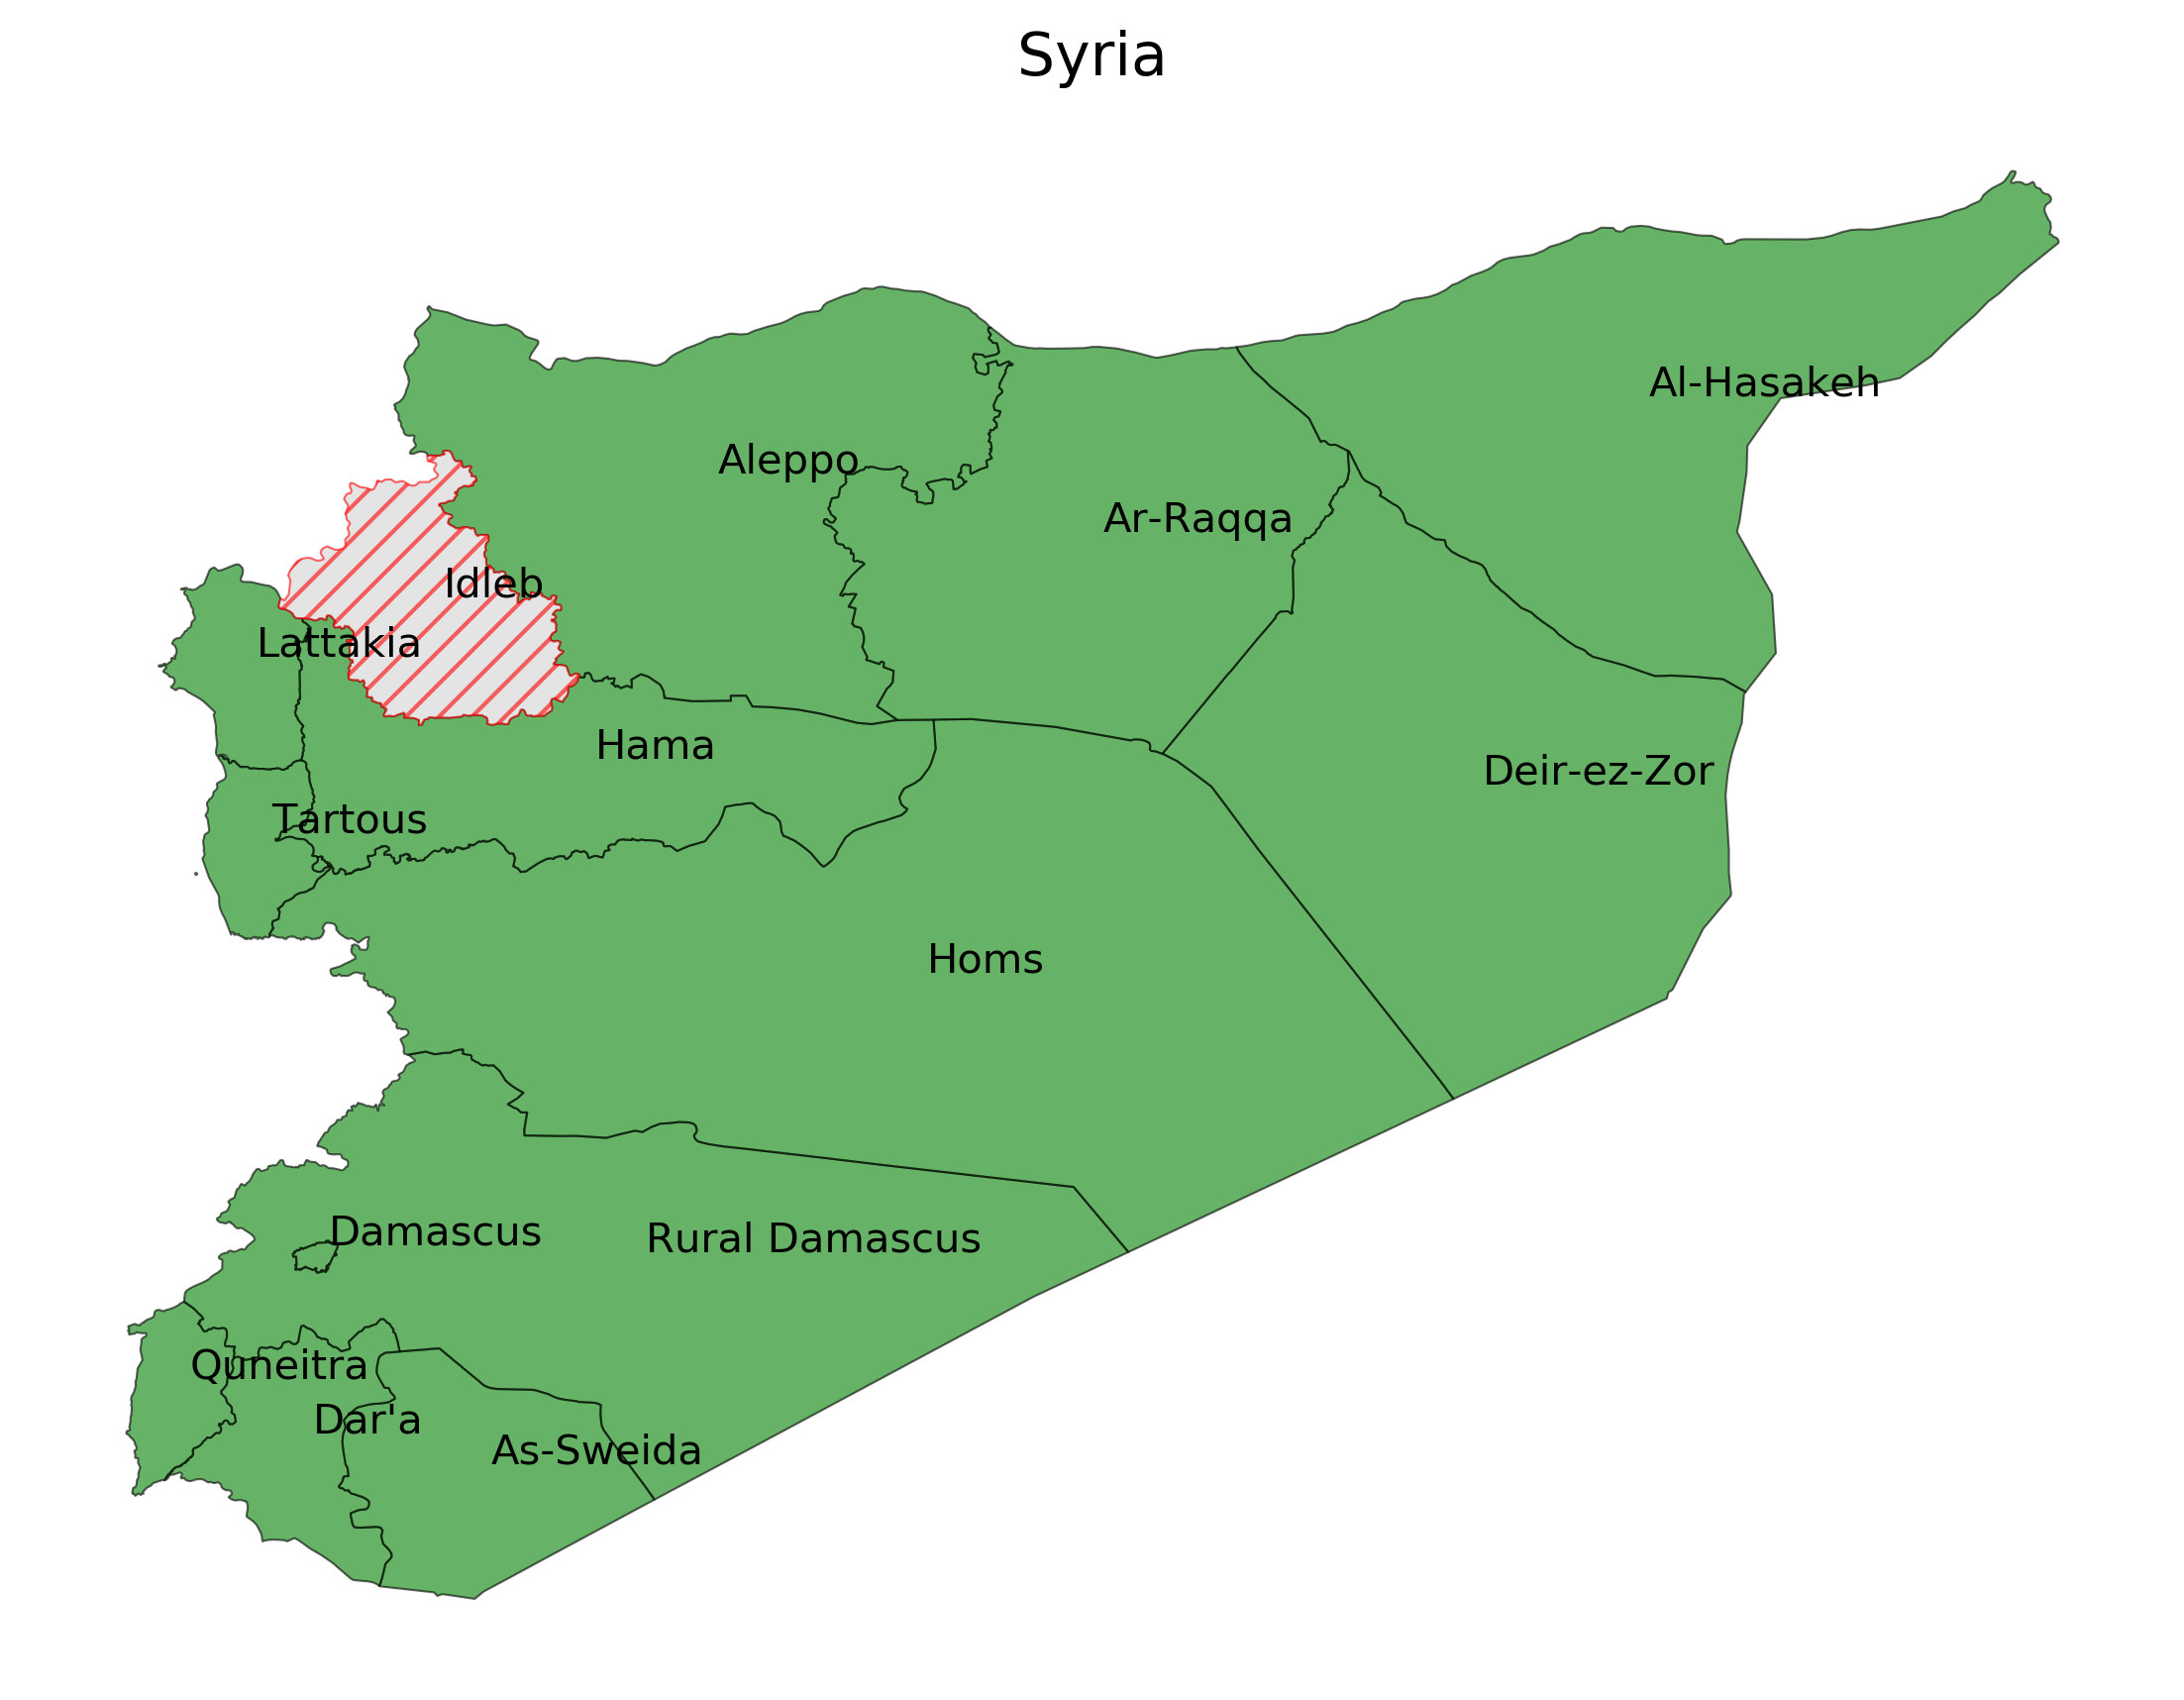 Syria
Al-Hasakeh
Aleppo
Ar-Raqqa
Idleb
Lattakia
Hama
Deir-ez-Zor
Tartous
Homs
Damascus
Rural Damascus
Quneitra
Dar'a
As-Sweida